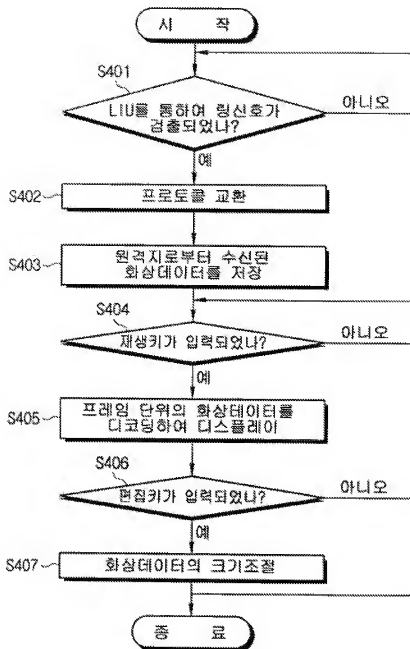 시 작
S401
LIU를 통하여 링신호가
검출되었나?
아니오
예
S402
프로토콜 교환
S403
원격지로부터 수신된
화상데이터를 저장
S404
재생키가 입력되었나?
아니오
예
S405
프레임 단위의 화상데이터를
디코딩하여 디스플레이
S406
편집키가 입력되었나?
아니오
예
S407
화상데이터의 크기조절
종 료